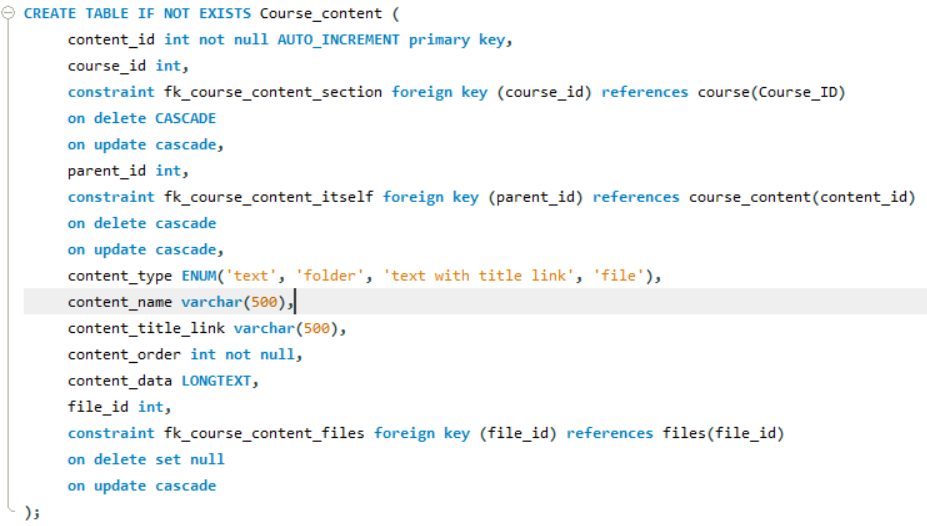 CREATE TABLE IF NOT EXISTS Course_content (
content_id int not null AUTO_INCREMENT primary key,
course_id int,
constraint fk_course_content_section foreign key (course_id) references course(Course_ID)
on delete CASCADE
on update cascade,
parent_id int,
constraint fk_course_content_itself foreign key (parent_id) references course_content(content_id)
on delete cascade
on update cascade,
content_type ENUM('text', 'folder', 'text with title link', 'file'),
content_name varchar(500),
content_title_link varchar(500),
content_order int not null,
content_data LONGTEXT,
file_id int,
constraint fk_course_content_files foreign key (file_id) references files(file_id)
on delete set null
on update cascade
);